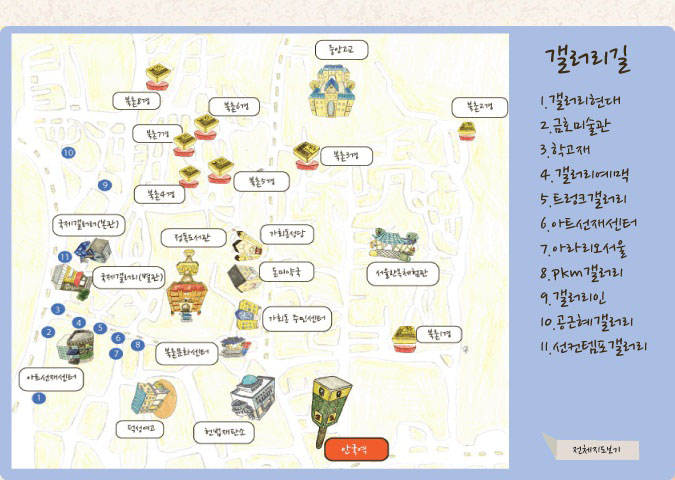 중앙고교
북촌8경
북촌6경
북촌2경
북촌7경
북촌3경
10
북촌5경
북촌4경
9
국제갤러리(본관)
정독도서관
가회동성당
11
국제갤러리(별관)
돈미약국
서울한옥체험관
3
가회동 주민센터
2
4
5
6
7
8
북촌1경
북촌문화센터
아트선재센터
1
덕성여고
헌법재판소
안국역
갤러리길
1.갤러리현대
2.금호미술관
3.학고재
4.갤러리예맥
5.트렁크갤러리
6.아트선재센터
7.아라리오서울
8.pkm갤러리
9.갤러리인
10.공근혜갤러리
11.선컨템포갤러리
전체지도보기